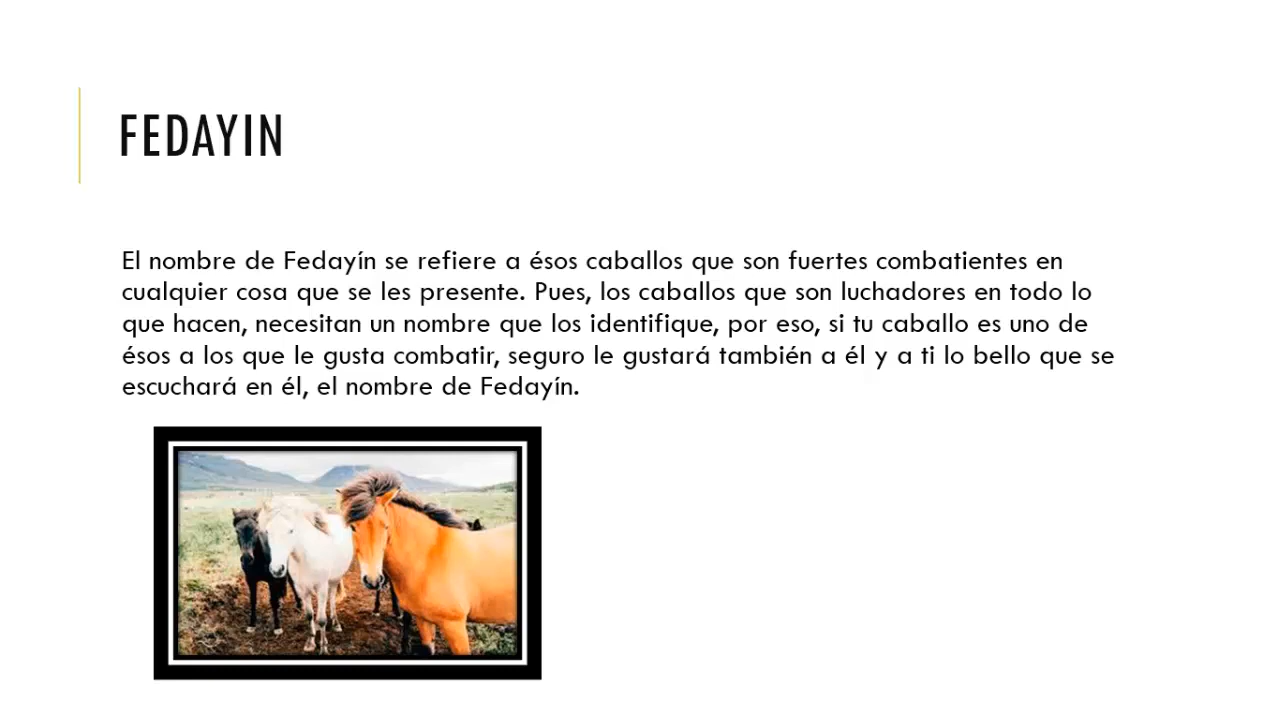 FEDAYIN
El nombre de Fedayín se refiere a ésos caballos que son fuertes combatientes en
cualquier cosa que se les presente. Pues, los caballos que son luchadores en todo lo
que hacen, necesitan un nombre que los identifique, por eso, si tu caballo es uno de
ésos a los que le gusta combatir, seguro le gustará también a él y a ti lo bello que se
escuchará en él, el nombre de Fedayín.